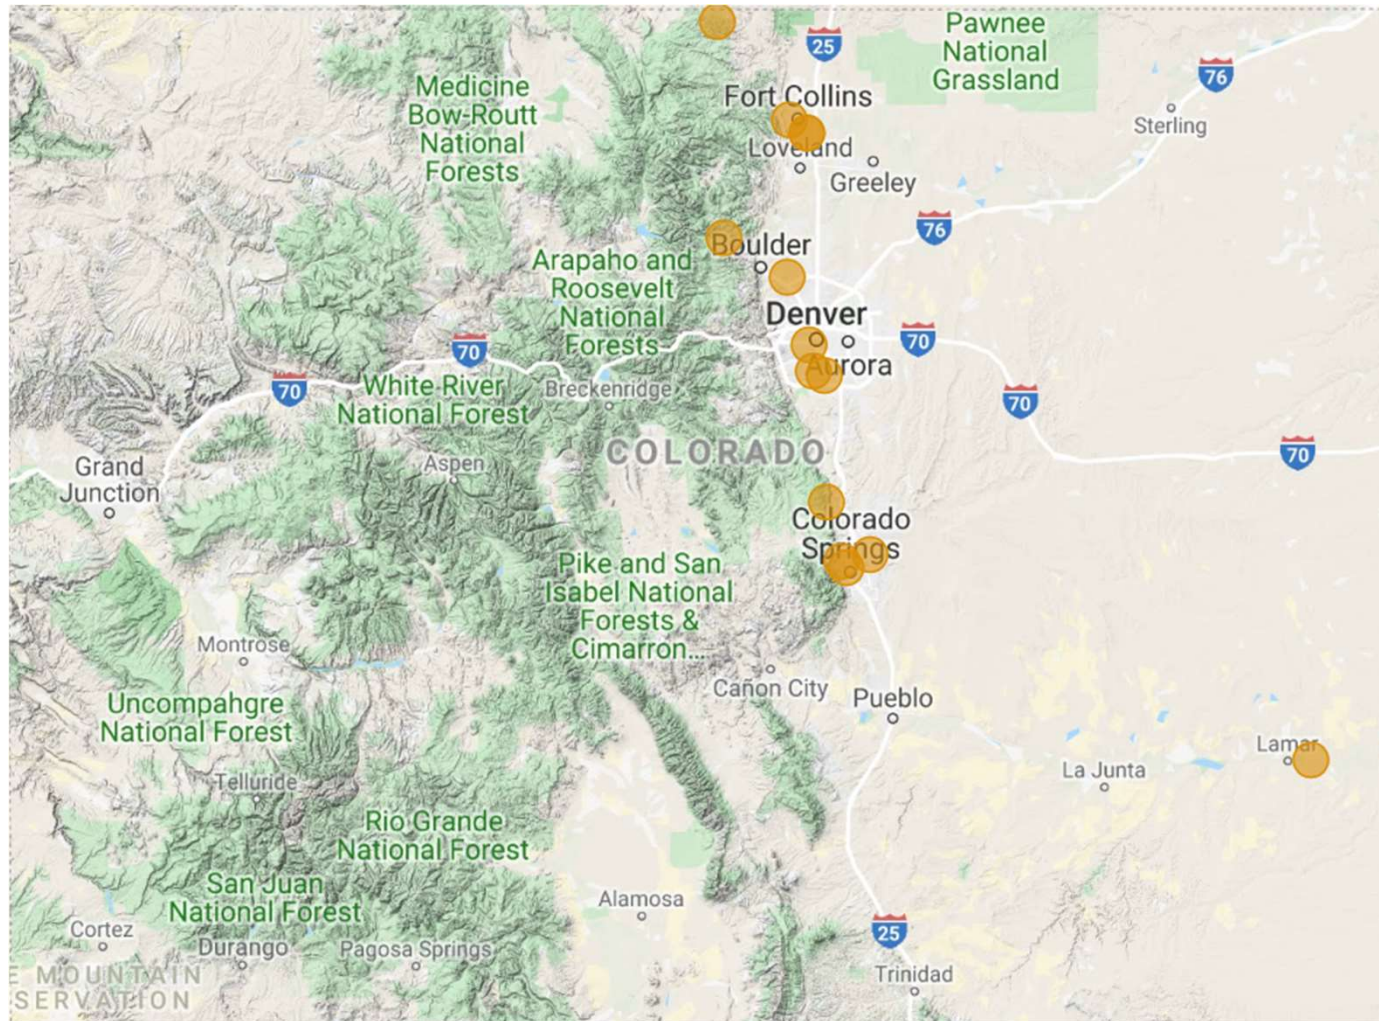 Pawnee
National
Grassland
25
76
Medicine
Bow-Routt
National
Forests
Fort Collins
Sterling
Loveland
Greeley
76
Boulder
Arapaho and
Roosevelt
National
Forests
Denver
70
70
Aurora
70
White River
National Forest
Breckenridge
70
COLORADO
70
Grand
Junction
Aspen
Colorado
Springs
Pike and San
Isabel National
Forests &
Cimarron...
Montrose
Cañon City
Pueblo
Uncompahgre
National Forest
Lamar
La Junta
Telluride
Rio Grande
National Forest
San Juan
National Forest
Alamosa
Cortez
Durango
Pagosa Springs
25
E MOUNTAIN
SERVATION
Trinidad